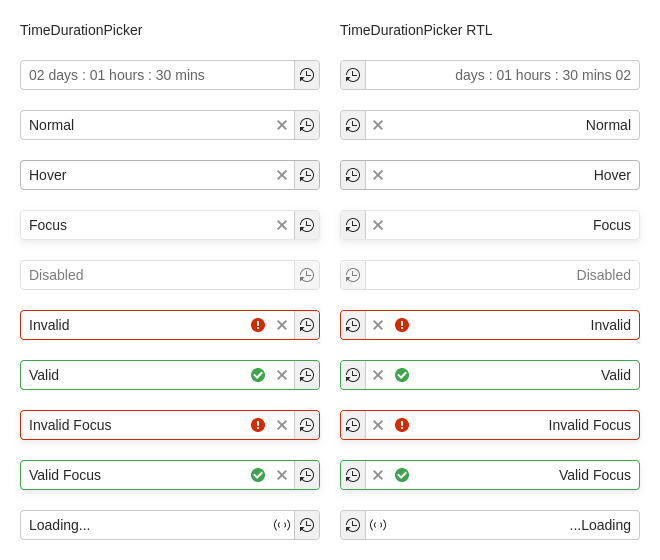 TimeDurationPicker
TimeDurationPicker RTL
02 days : 01 hours : 30 mins
days : 01 hours : 30 mins 02
Normal
Normal
Hover
Hover
Focus
Focus
Disabled
Disabled
Invalid
Invalid
Valid
Valid
Invalid Focus
Invalid Focus
Valid Focus
Valid Focus
Loading...
...Loading